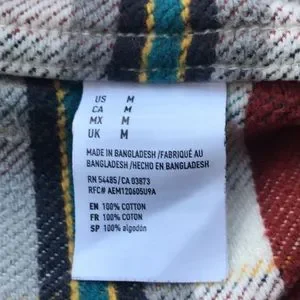 US M
CA M
MX M
UK M
MADE IN BANGLADESH /FABRIQUÉ AU
BANGLADESH /HECHO EN BANGLADESH
RN 54485/CA 03873
RFC# AEM120605U9A
EN 100% COTTON
FR 100% COTON
SP 100% algodón